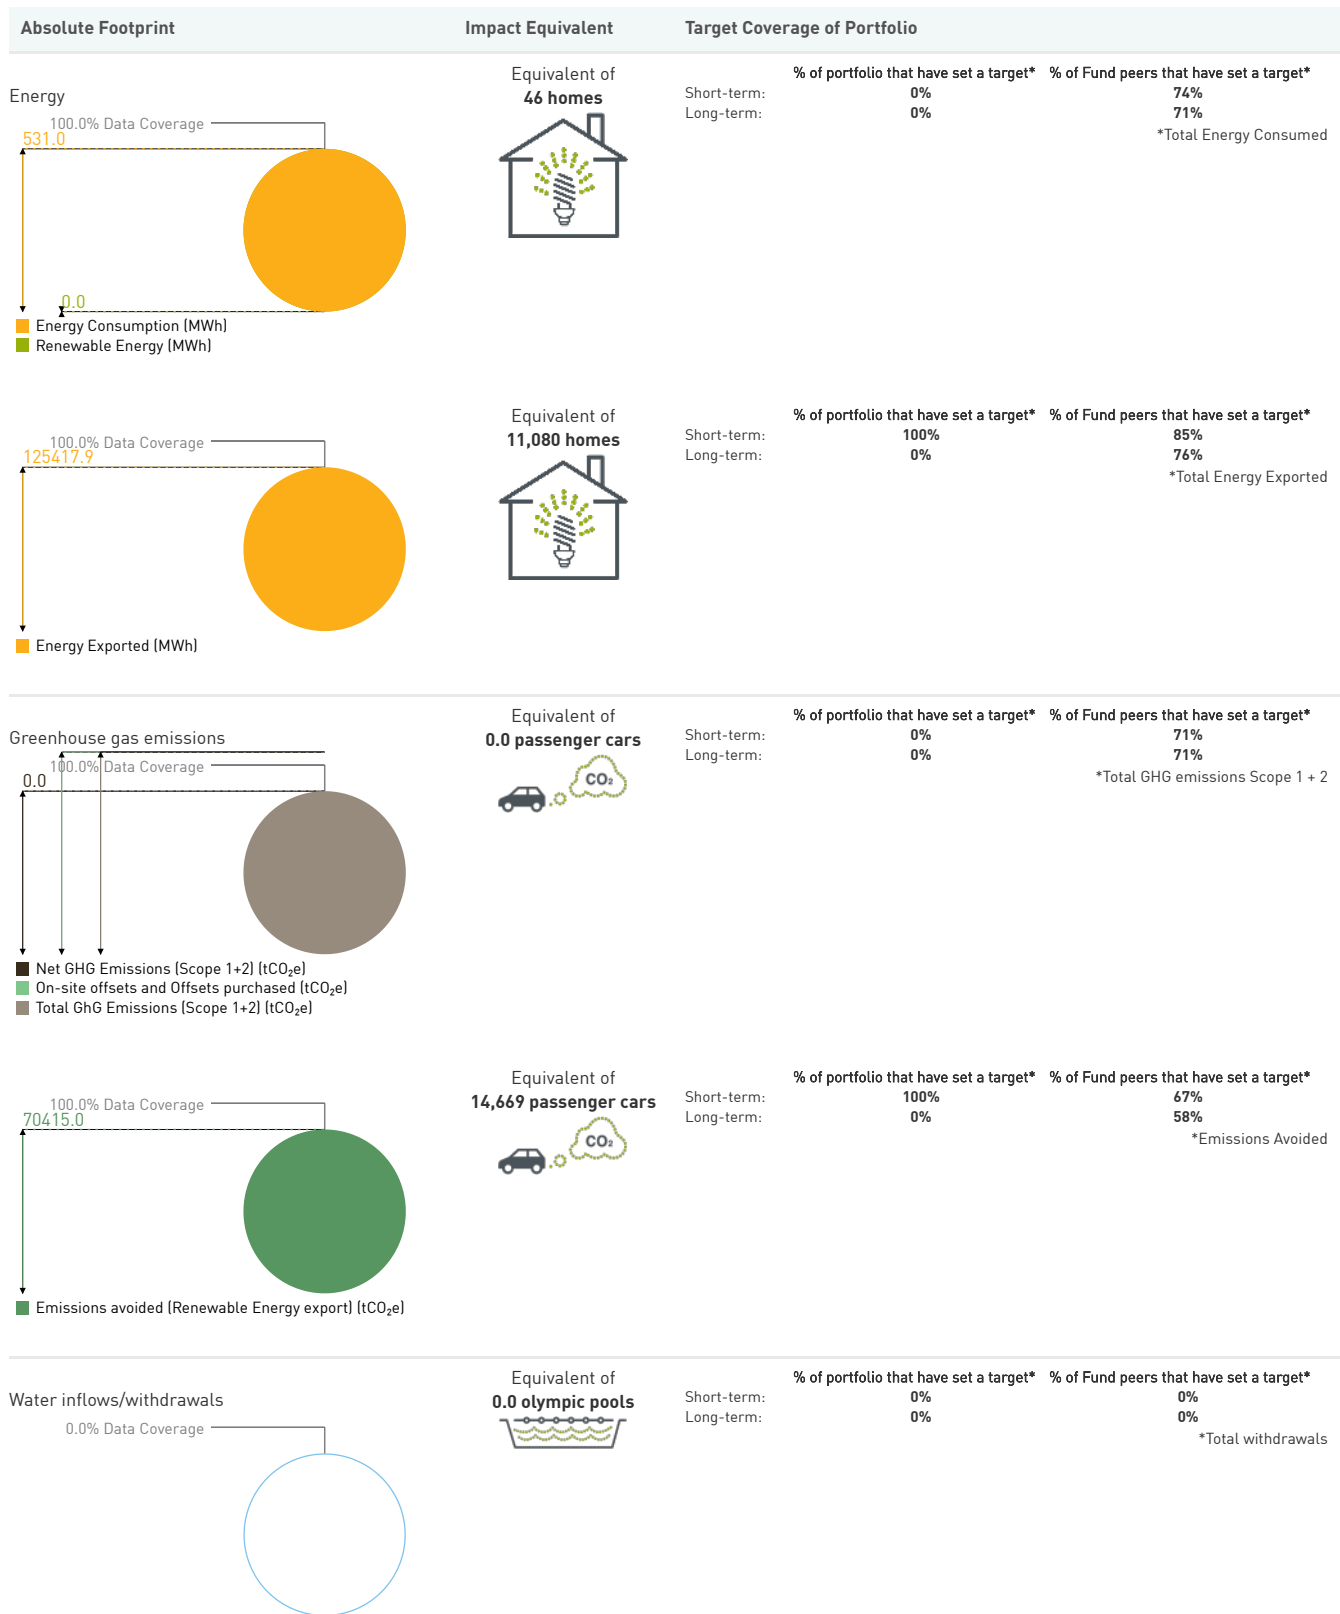 Absolute Footprint Impact Equivalent Target Coverage of Portfolio
Energy
100.0% Data Coverage
531.0
0.0
Energy Consumption (MWh)
Renewable Energy (MWh)
Equivalent of
46 homes
% of portfolio that have set a target* % of Fund peers that have set a target*
Short-term: 0% 74%
Long-term: 0% 71%
*Total Energy Consumed
100.0% Data Coverage
125417.9
Energy Exported (MWh)
Equivalent of
11,080 homes
% of portfolio that have set a target* % of Fund peers that have set a target*
Short-term: 100% 85%
Long-term: 0% 76%
*Total Energy Exported
Greenhouse gas emissions
100.0% Data Coverage
0.0
Net GHG Emissions (Scope 1+2) (tCO₂e)
On-site offsets and Offsets purchased (tCO₂e)
Total GhG Emissions (Scope 1+2) (tCO₂e)
Equivalent of
0.0 passenger cars
CO₂
% of portfolio that have set a target* % of Fund peers that have set a target*
Short-term: 0% 71%
Long-term: 0% 71%
*Total GHG emissions Scope 1 + 2
100.0% Data Coverage
70415.0
Emissions avoided (Renewable Energy export) (tCO₂e)
Equivalent of
14,669 passenger cars
CO₂
% of portfolio that have set a target* % of Fund peers that have set a target*
Short-term: 100% 67%
Long-term: 0% 58%
*Emissions Avoided
Water inflows/withdrawals
0.0% Data Coverage
Equivalent of
0.0 olympic pools
% of portfolio that have set a target* % of Fund peers that have set a target*
Short-term: 0% 0%
Long-term: 0% 0%
*Total withdrawals